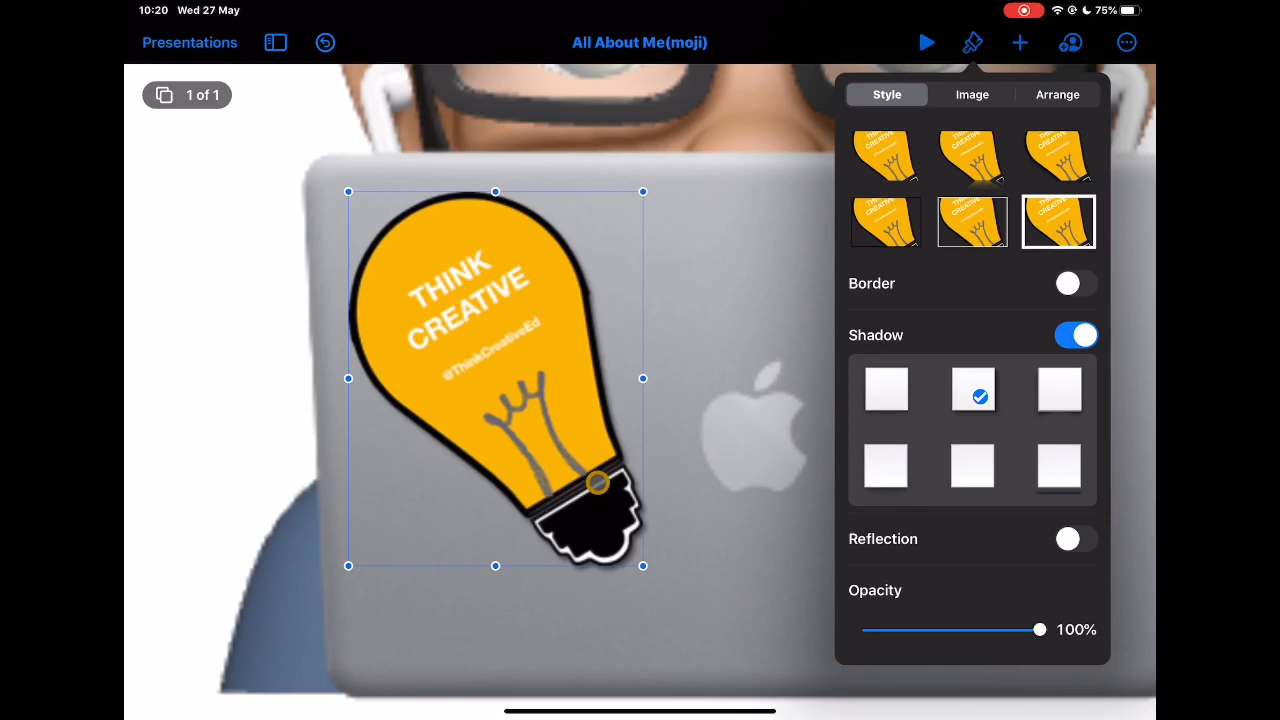 10:20 Wed 27 May 75%
Presentations All About Me(moji)
1 of 1
Style Image Arrange
THINK
CREATIVE
@ThinkCreativeEd
Border
Shadow
Reflection
Opacity
100%